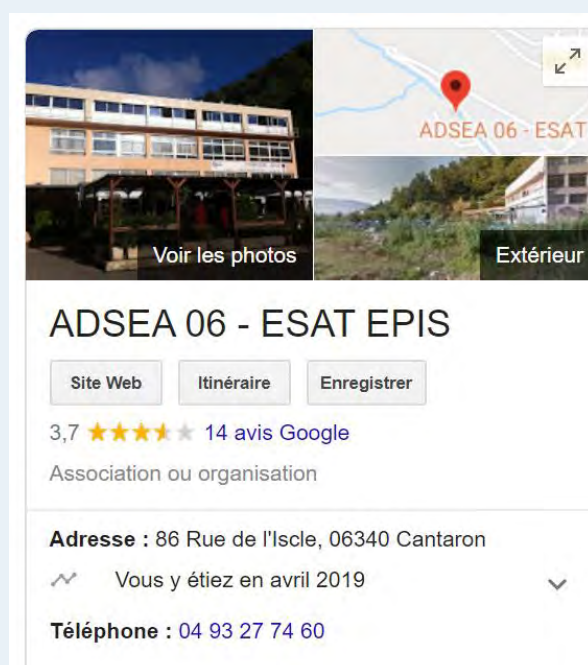 ADSEA 06 - ESAT
Voir les photos
Extérieur
ADSEA 06 - ESAT EPIS
Site Web Itinéraire Enregistrer
3,7 14 avis Google
Association ou organisation
Adresse : 86 Rue de l'Iscle, 06340 Cantaron
Vous y étiez en avril 2019
Téléphone : 04 93 27 74 60